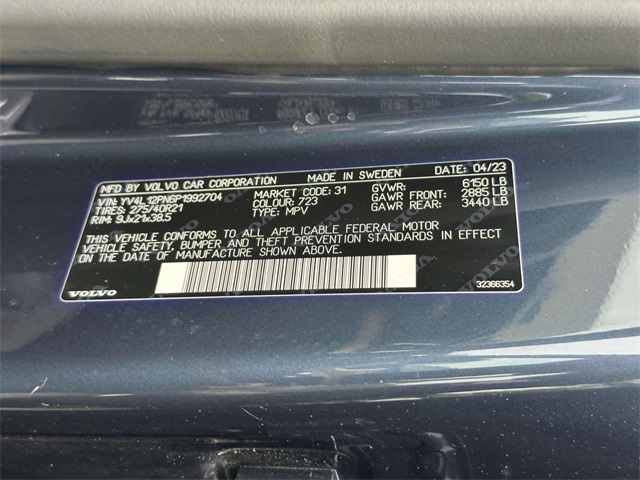 MFD. BY VOLVO CAR CORPORATION MADE IN SWEDEN DATE: 04/23
VIN: YV4L12PN6P1992704 MARKET CODE: 31 GVWR: 6150 LB
TIRES: 275/40R21 COLOUR: 723 GAWR FRONT: 2885 LB
RIM: 9Jx21x38.5 TYPE: MPV GAWR REAR: 3440 LB
THIS VEHICLE CONFORMS TO ALL APPLICABLE FEDERAL MOTOR
VEHICLE SAFETY, BUMPER AND THEFT PREVENTION STANDARDS IN EFFECT
ON THE DATE OF MANUFACTURE SHOWN ABOVE.
VOLVO 32366354